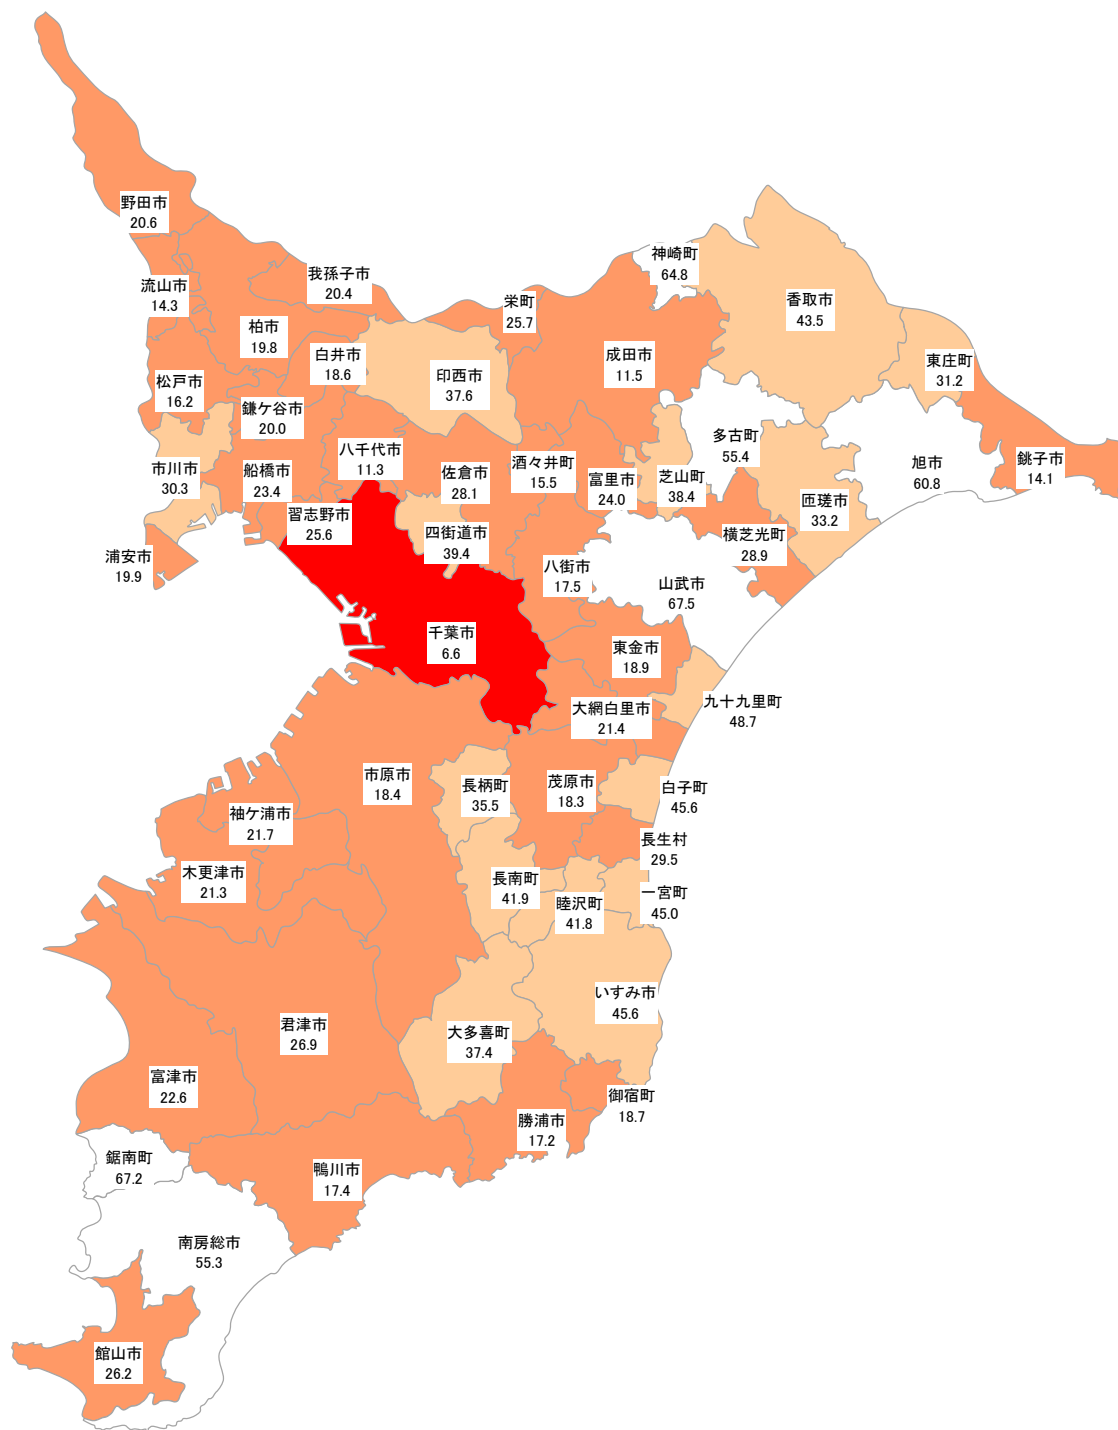 野田市
20.6
神崎町
64.8
我孫子市
20.4
流山市
14.3
栄町
25.7
香取市
43.5
柏市
19.8
白井市
18.6
成田市
11.5
東庄町
31.2
印西市
37.6
松戸市
16.2
鎌ケ谷市
20.0
多古町
55.4
八千代市
11.3
酒々井町
15.5
旭市
60.8
銚子市
14.1
市川市
30.3
船橋市
23.4
佐倉市
28.1
富里市
24.0
芝山町
38.4
匝瑳市
33.2
習志野市
25.6
四街道市
39.4
横芝光町
28.9
浦安市
19.9
八街市
17.5
山武市
67.5
千葉市
6.6
東金市
18.9
九十九里町
48.7
大網白里市
21.4
市原市
18.4
長柄町
35.5
茂原市
18.3
白子町
45.6
袖ケ浦市
21.7
長生村
29.5
木更津市
21.3
長南町
41.9
一宮町
45.0
睦沢町
41.8
いすみ市
45.6
君津市
26.9
大多喜町
37.4
富津市
22.6
御宿町
18.7
勝浦市
17.2
鋸南町
67.2
鴨川市
17.4
南房総市
55.3
館山市
26.2